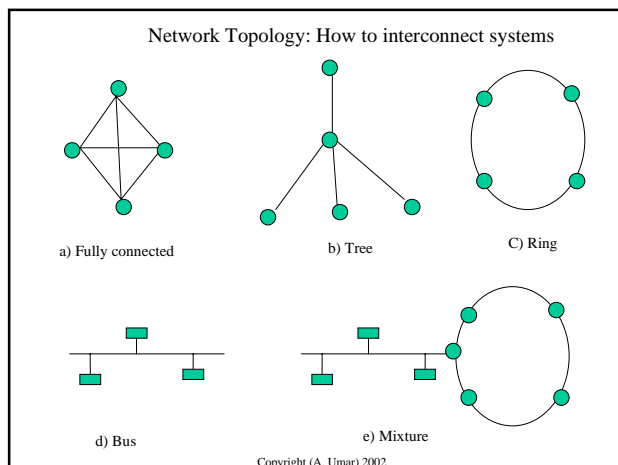 Network Topology: How to interconnect systems
a) Fully connected
b) Tree
C) Ring
d) Bus
e) Mixture
Copyright (A. Umar) 2002